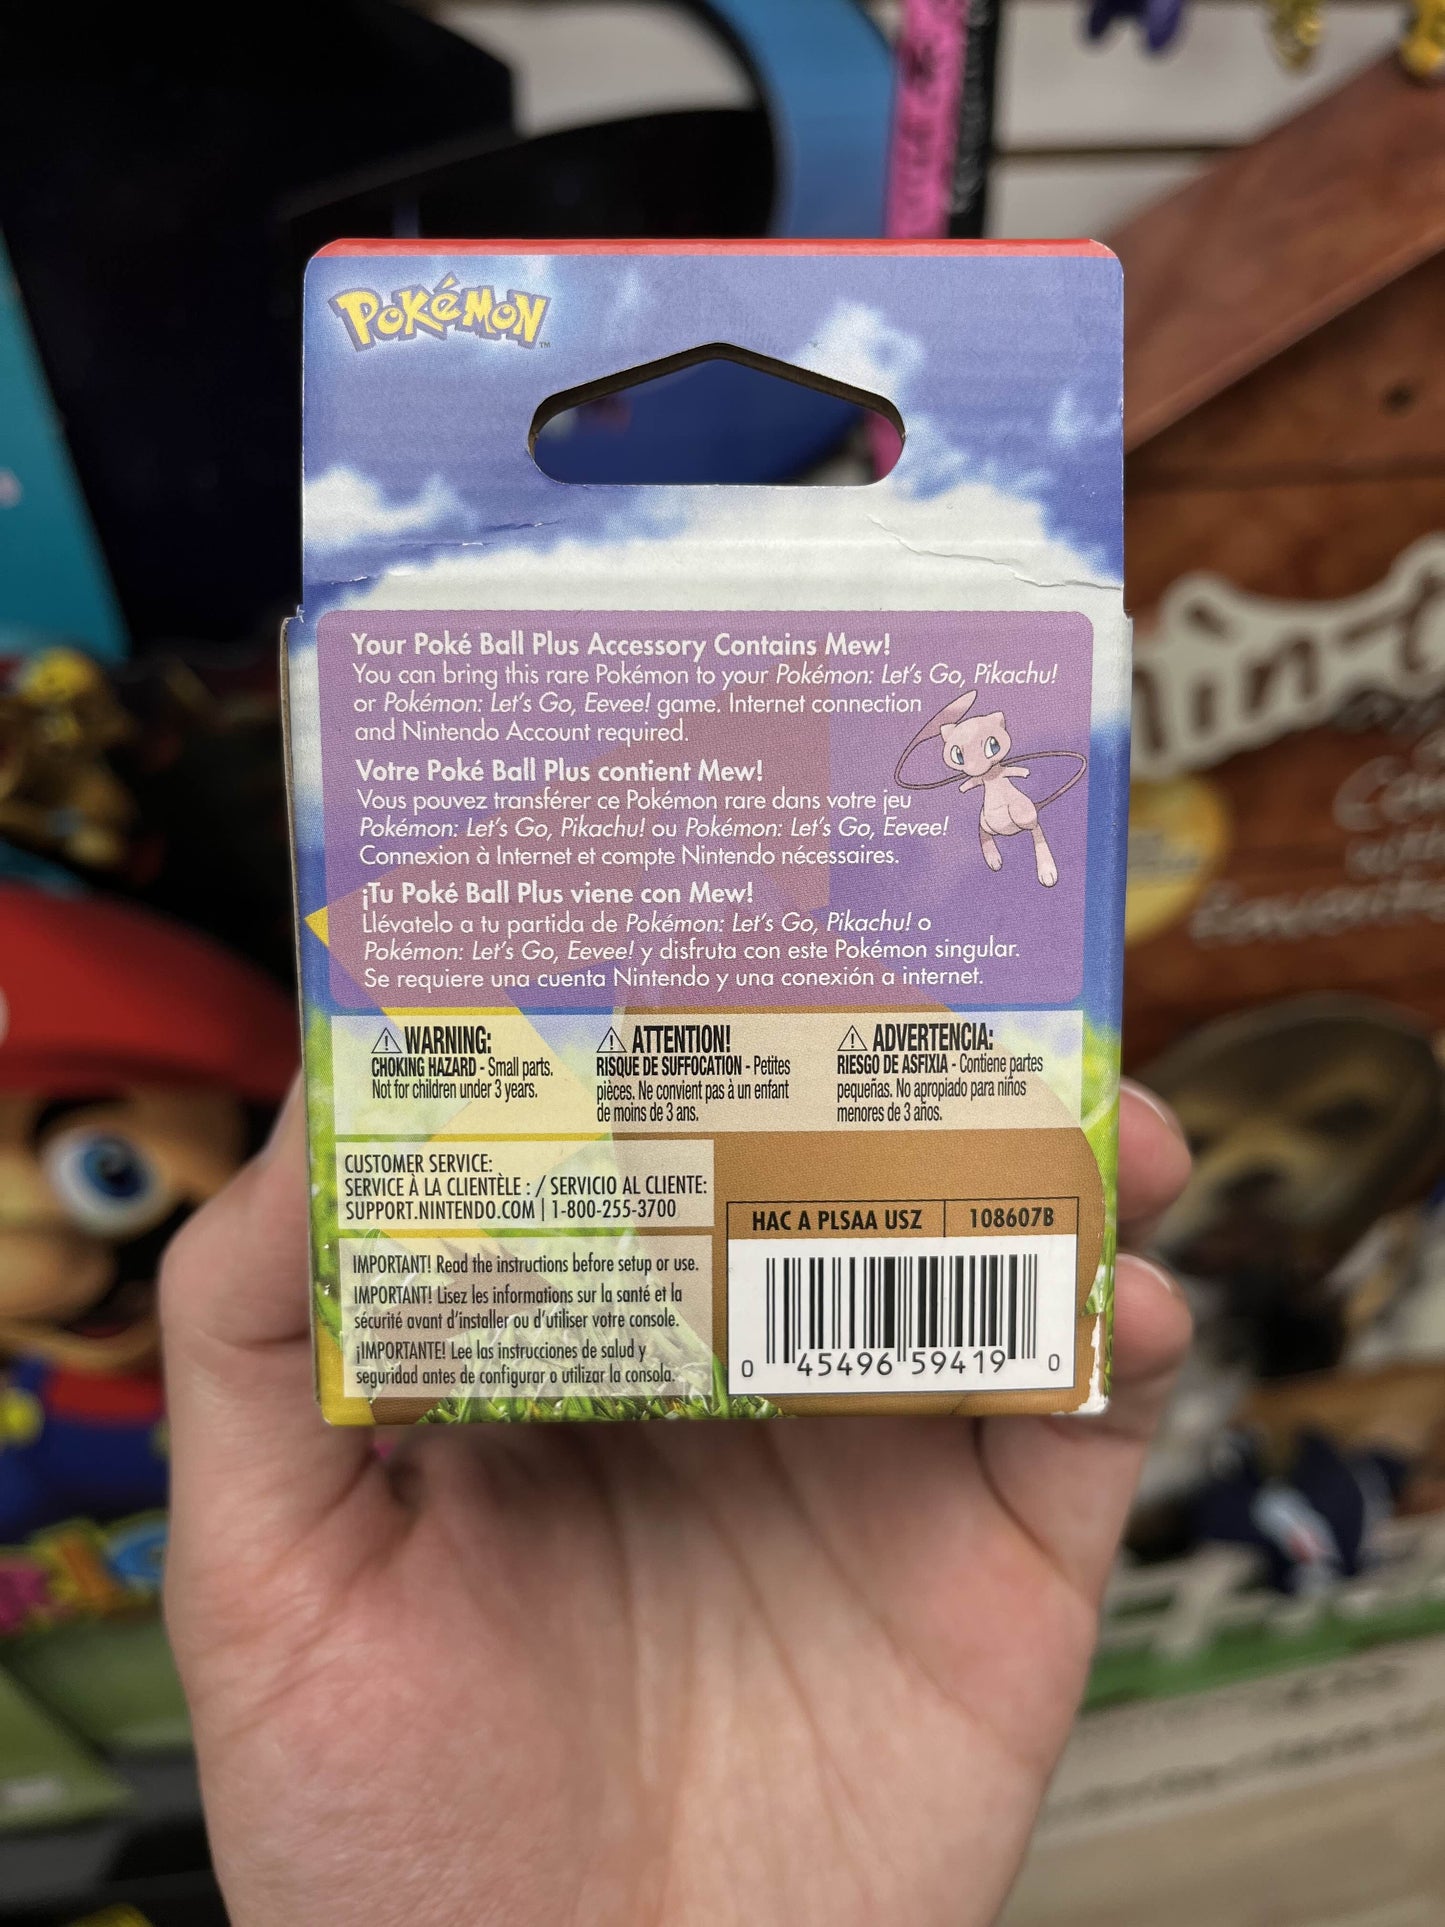 POKéMON
TM
Your Poké Ball Plus Accessory Contains Mew!
You can bring this rare Pokémon to your Pokémon: Let's Go, Pikachu!
or Pokémon: Let's Go, Eevee! game. Internet connection
and Nintendo Account required.
Votre Poké Ball Plus contient Mew!
Vous pouvez transférer ce Pokémon rare dans votre jeu
Pokémon: Let's Go, Pikachu! ou Pokémon: Let's Go, Eevee!
Connexion à Internet et compte Nintendo nécessaires.
¡Tu Poké Ball Plus viene con Mew!
Llévatelo a tu partida de Pokémon: Let's Go, Pikachu! o
Pokémon: Let's Go, Eevee! y disfruta con este Pokémon singular.
Se requiere una cuenta Nintendo y una conexión a internet.
WARNING:
CHOKING HAZARD - Small parts.
Not for children under 3 years.
ATTENTION!
RISQUE DE SUFFOCATION - Petites
pièces. Ne convient pas à un enfant
de moins de 3 ans.
ADVERTENCIA:
RIESGO DE ASFIXIA - Contiene partes
pequeñas. No apropiado para niños
menores de 3 años.
CUSTOMER SERVICE:
SERVICE À LA CLIENTÈLE : / SERVICIO AL CLIENTE:
SUPPORT.NINTENDO.COM | 1-800-255-3700
IMPORTANT! Read the instructions before setup or use.
IMPORTANT! Lisez les informations sur la santé et la
sécurité avant d'installer ou d'utiliser votre console.
¡IMPORTANTE! Lee las instrucciones de salud y
seguridad antes de configurar o utilizar la consola.
HAC A PLSAA USZ 108607B
0 45496 59419 0